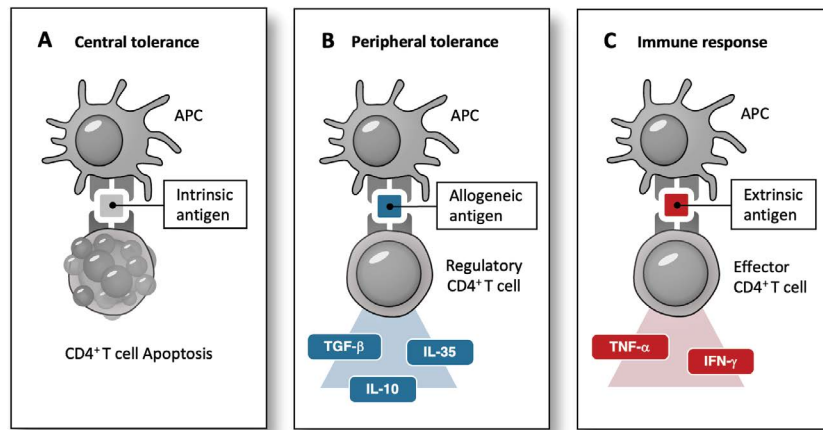 A Central tolerance
APC
Intrinsic
antigen
CD4⁺ T cell Apoptosis
B Peripheral tolerance
APC
Allogeneic
antigen
Regulatory
CD4⁺ T cell
TGF-β
IL-35
IL-10
C Immune response
APC
Extrinsic
antigen
Effector
CD4⁺ T cell
TNF-α
IFN-γ